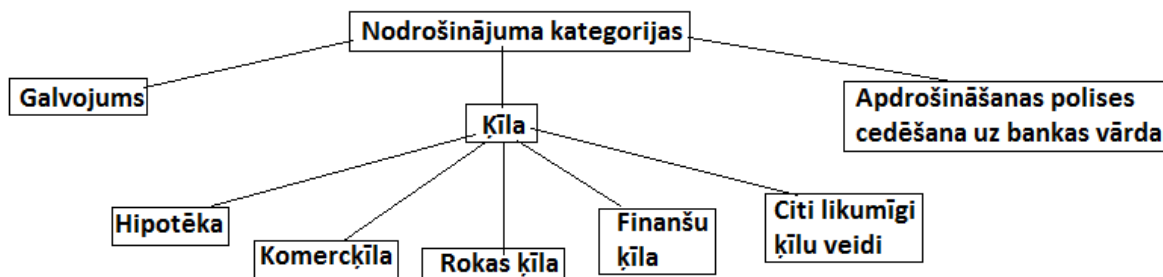 Nodrošinājuma kategorijas
Galvojums
Ķīla
Apdrošināšanas polises
cedēšana uz bankas vārda
Hipotēka
Komercķīla
Rokas ķīla
Finanšu
ķīla
Citi likumīgi
ķīlu veidi